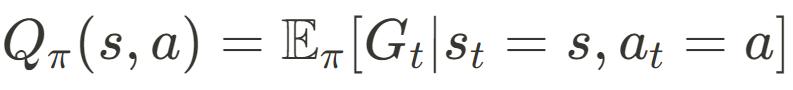 Q_π(s, a) = 𝔼_π[G_t|s_t = s, a_t = a]